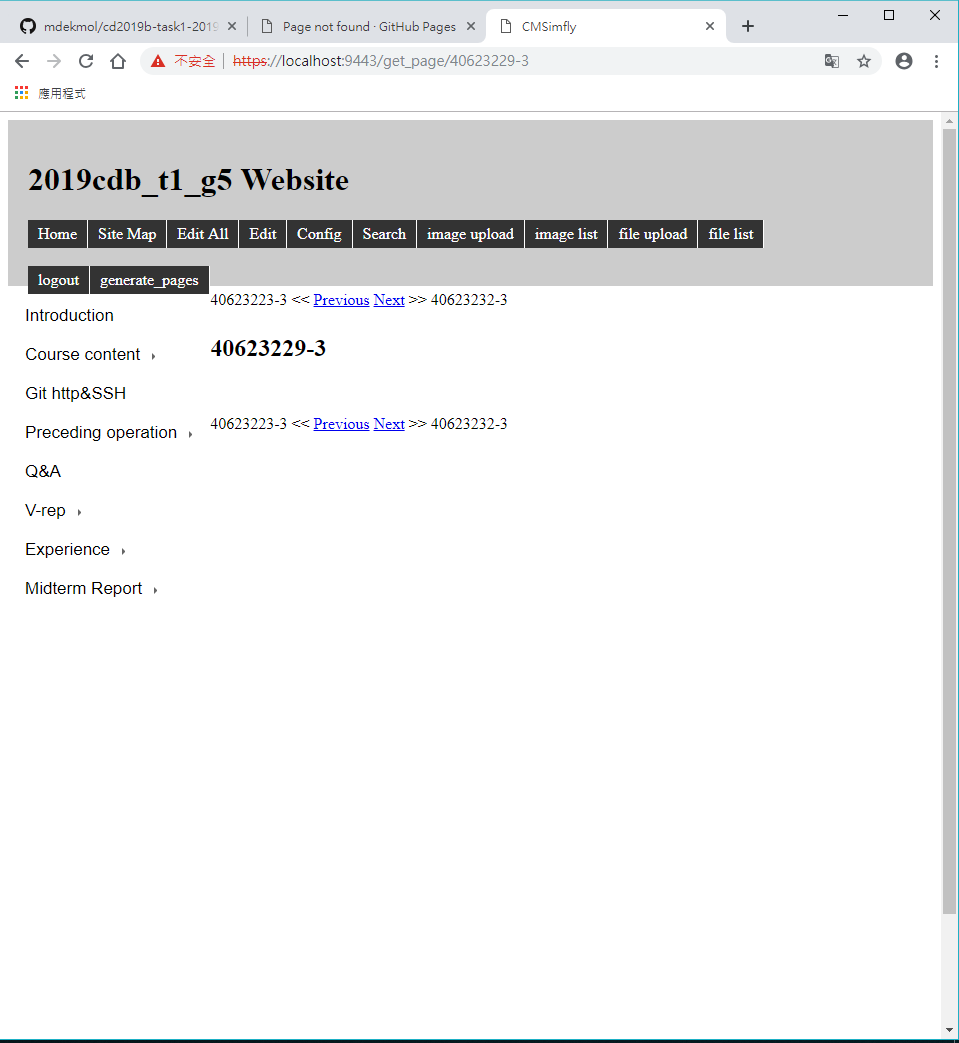 mdekmol/cd2019b-task1-2019
Page not found · GitHub Pages
CMSimfly
不安全 https://localhost:9443/get_page/40623229-3
應用程式
2019cdb_t1_g5 Website
Home Site Map Edit All Edit Config Search image upload image list file upload file list
logout generate_pages
40623223-3 << Previous Next >> 40623232-3
Introduction
40623229-3
Course content
Git http&SSH
40623223-3 << Previous Next >> 40623232-3
Preceding operation
Q&A
V-rep
Experience
Midterm Report